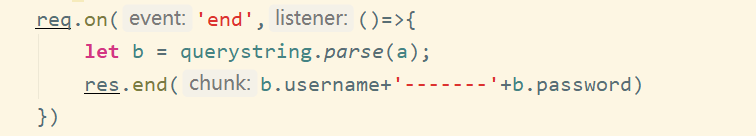 req.on( event: 'end', listener: ()=>{
let b = querystring.parse(a);
res.end( chunk: b.username+'-------'+b.password)
})